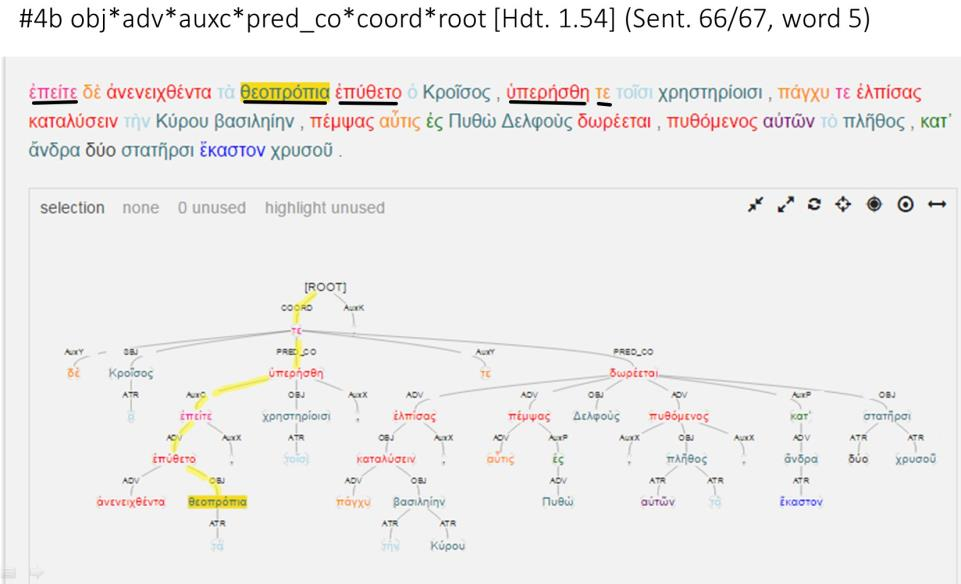 #4b obj*adv*auxc*pred_co*coord*root [Hdt. 1.54] (Sent. 66/67, word 5)
ἐπείτε δὲ ἀνενειχθέντα τὰ θεοπρόπια ἐπύθετο ὁ Κροῖσος , ὑπερήσθη τε τοῖσι χρηστηρίοισι , πάγχυ τε ἐλπίσας
καταλύσειν τὴν Κύρου βασιληίην , πέμψας αὖτις ἐς Πυθὼ Δελφοὺς δωρέεται , πυθόμενος αὐτῶν τὸ πλῆθος , κατ'
ἄνδρα δύο στατῆρσι ἕκαστον χρυσοῦ .
selection none 0 unused highlight unused
[ROOT]
COORD AuxK
τε .
AuxY OBJ PRED_CO AuxY PRED_CO
δὲ Κροῖσος ὑπερήσθη τε δωρέεται
ATR AuxC OBJ AuxX ADV ADV OBJ ADV AuxP OBJ
ὁ ἐπείτε χρηστηρίοισι , ἐλπίσας πέμψας Δελφοὺς πυθόμενος κατ' στατῆρσι
ADV AuxX ATR OBJ AuxX ADV AuxP AuxX OBJ AuxX ADV ATR ATR
ἐπύθετο , τοῖσι καταλύσειν , αὖτις ἐς , πλῆθος , ἄνδρα δύο χρυσοῦ
ADV OBJ ADV OBJ ADV ATR ATR ATR
ἀνενειχθέντα θεοπρόπια πάγχυ βασιληίην Πυθὼ αὐτῶν τὸ ἕκαστον
ATR ATR ATR
τὰ τὴν Κύρου